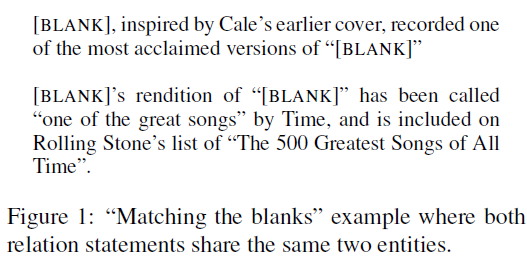 [BLANK], inspired by Cale’s earlier cover, recorded one
of the most acclaimed versions of “[BLANK]”
[BLANK]’s rendition of “[BLANK]” has been called
“one of the great songs” by Time, and is included on
Rolling Stone’s list of “The 500 Greatest Songs of All
Time”.
Figure 1: “Matching the blanks” example where both
relation statements share the same two entities.